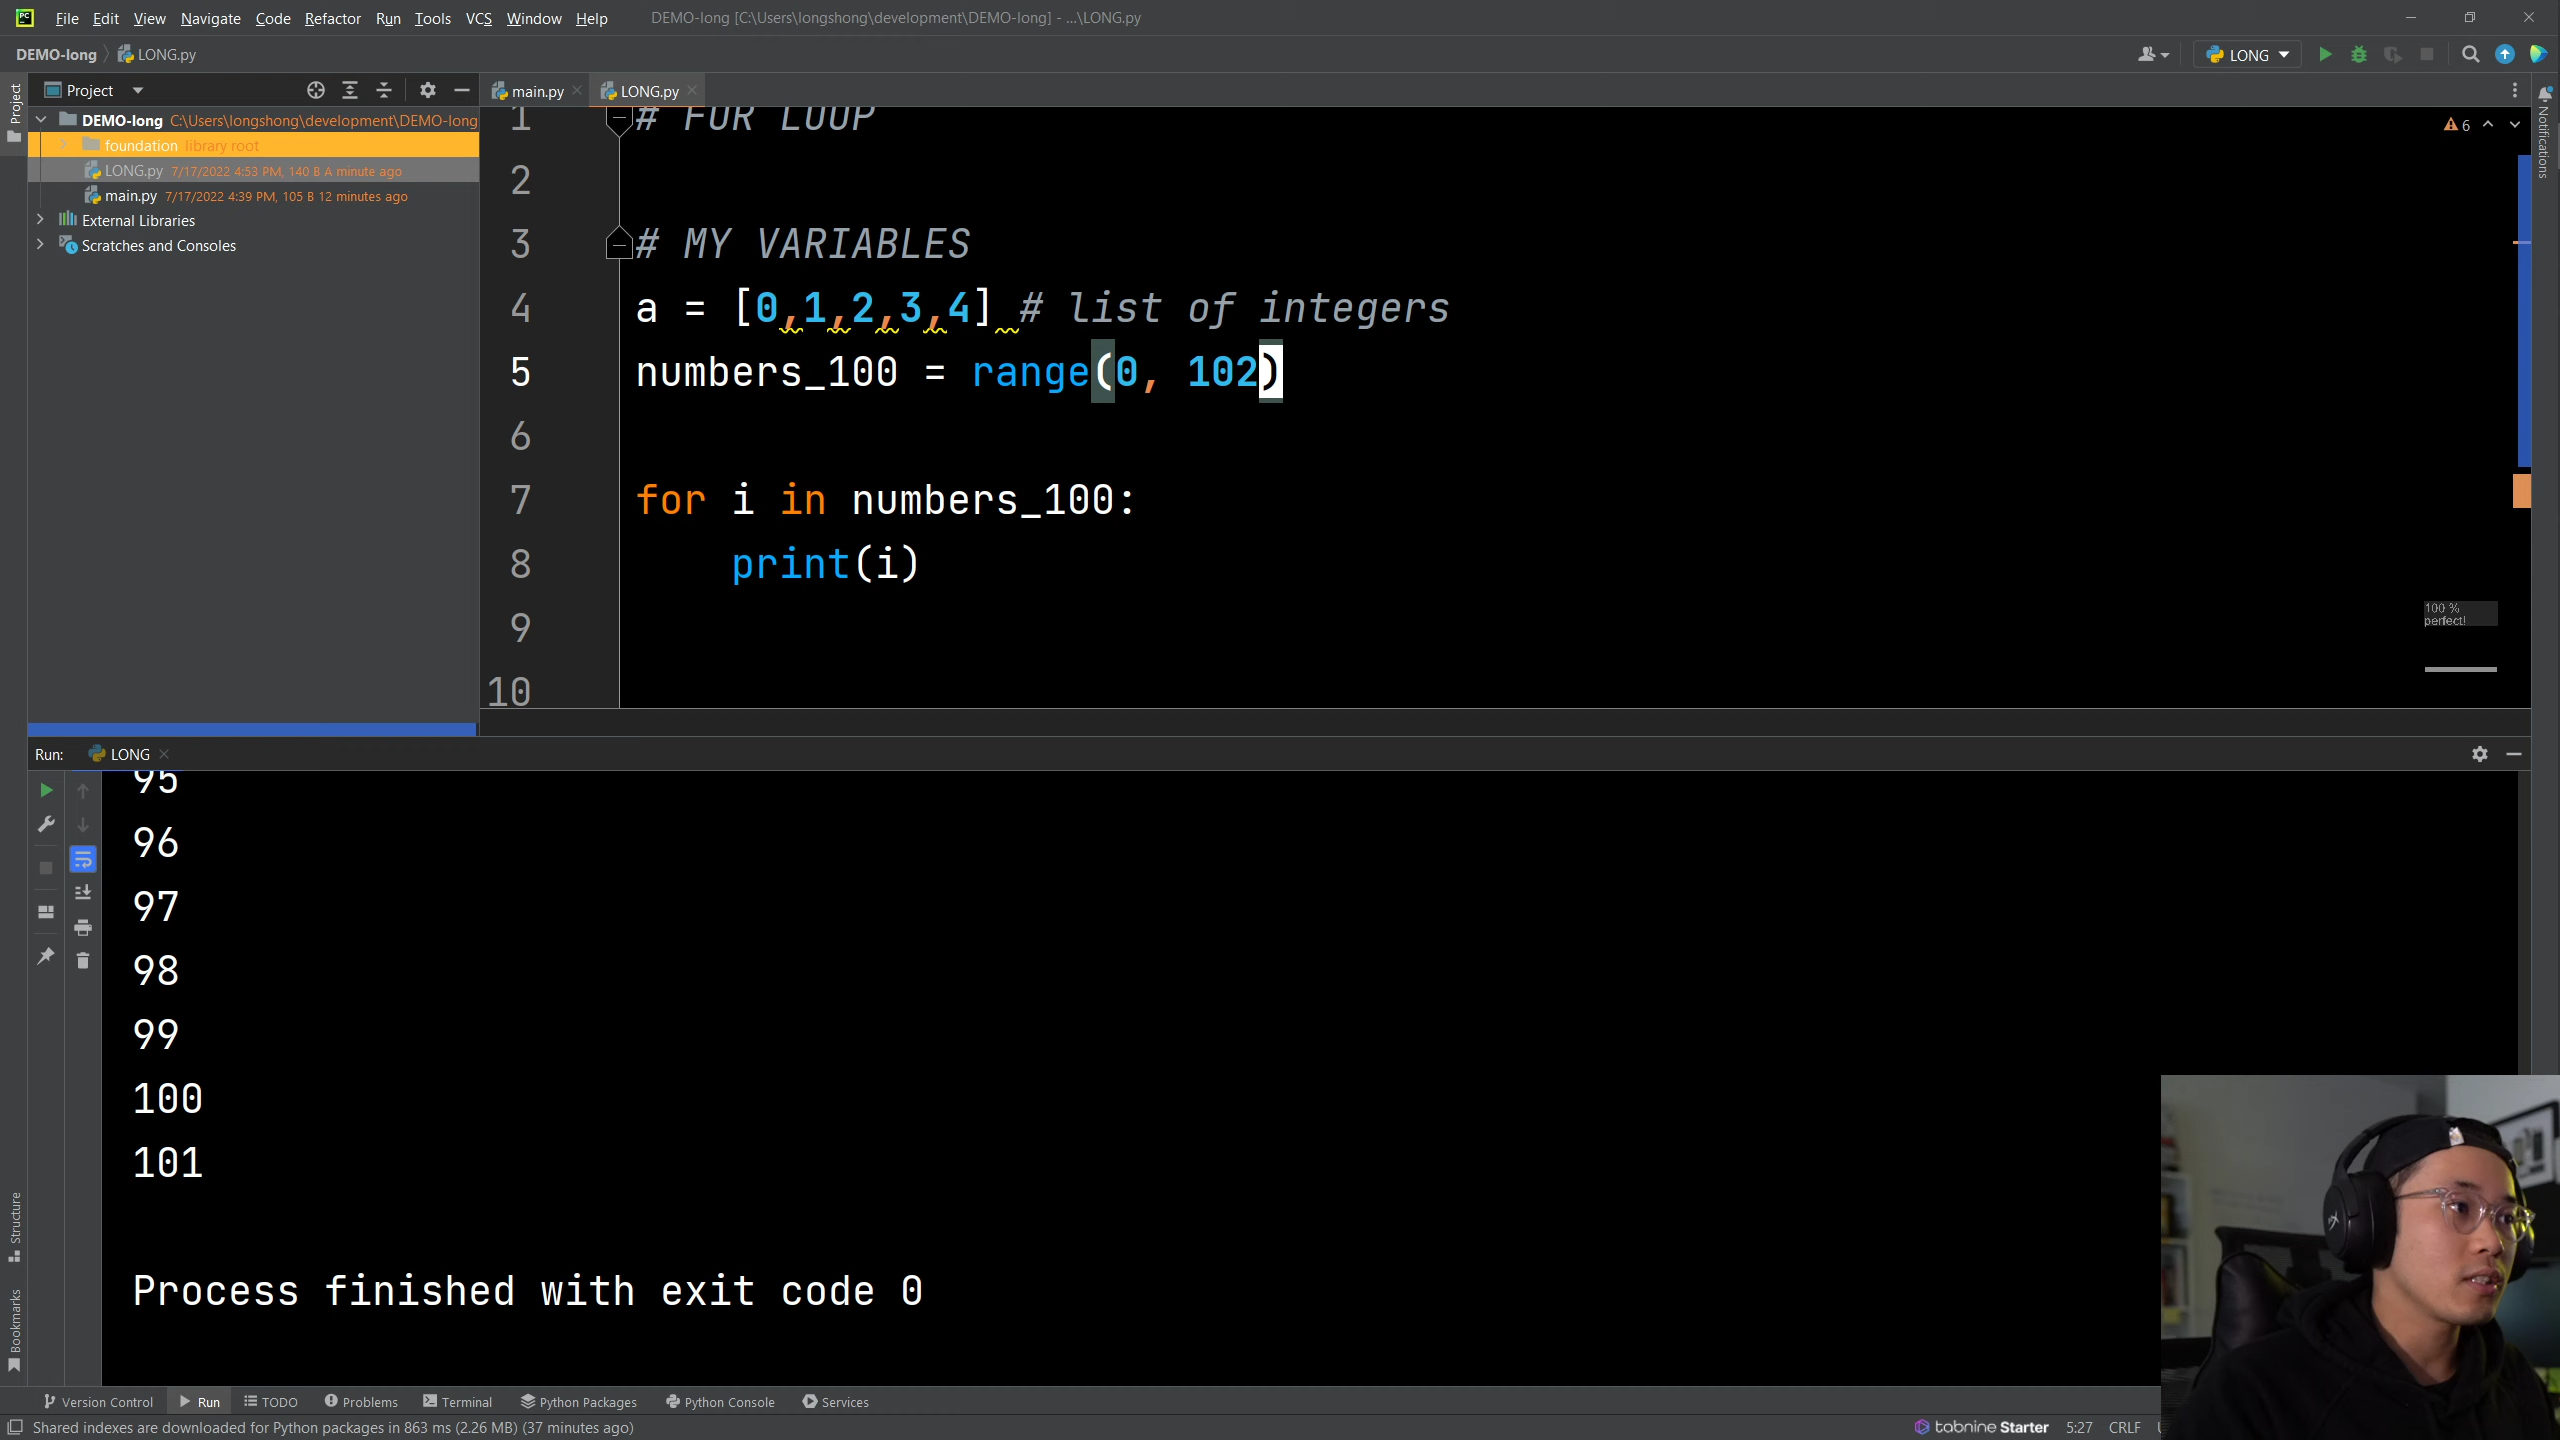 File Edit View Navigate Code Refactor Run Tools VCS Window Help DEMO-long [C:\Users\longshong\development\DEMO-long] - ...\LONG.py
DEMO-long LONG.py LONG
Project main.py LONG.py
DEMO-long C:\Users\longshong\development\DEMO-long
foundation library root
LONG.py 7/17/2022 4:53 PM, 140 B A minute ago
main.py 7/17/2022 4:39 PM, 105 B 12 minutes ago
External Libraries
Scratches and Consoles
Project
Structure
Bookmarks
1 # FOR LOOP
2
3 # MY VARIABLES
4 a = [0,1,2,3,4] # list of integers
5 numbers_100 = range(0, 102)
6
7 for i in numbers_100:
8 print(i)
9
10
6
Notifications
100 %
perfect!
Run: LONG
95
96
97
98
99
100
101
Process finished with exit code 0
Version Control Run TODO Problems Terminal Python Packages Python Console Services
Shared indexes are downloaded for Python packages in 863 ms (2.26 MB) (37 minutes ago) tabnine Starter 5:27 CRLF